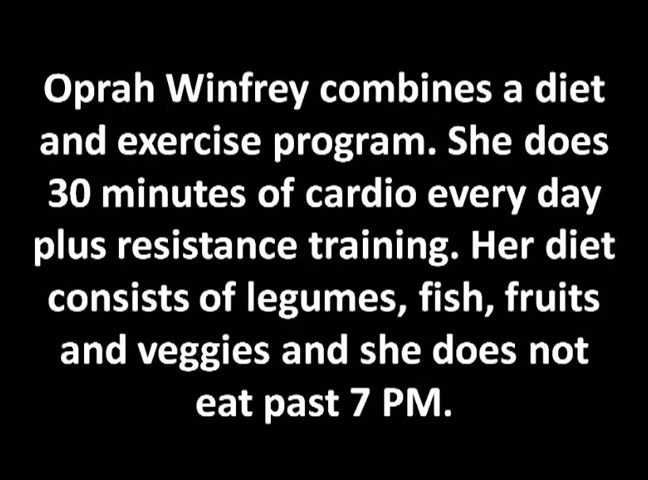 Oprah Winfrey combines a diet
and exercise program. She does
30 minutes of cardio every day
plus resistance training. Her diet
consists of legumes, fish, fruits
and veggies and she does not
eat past 7 PM.